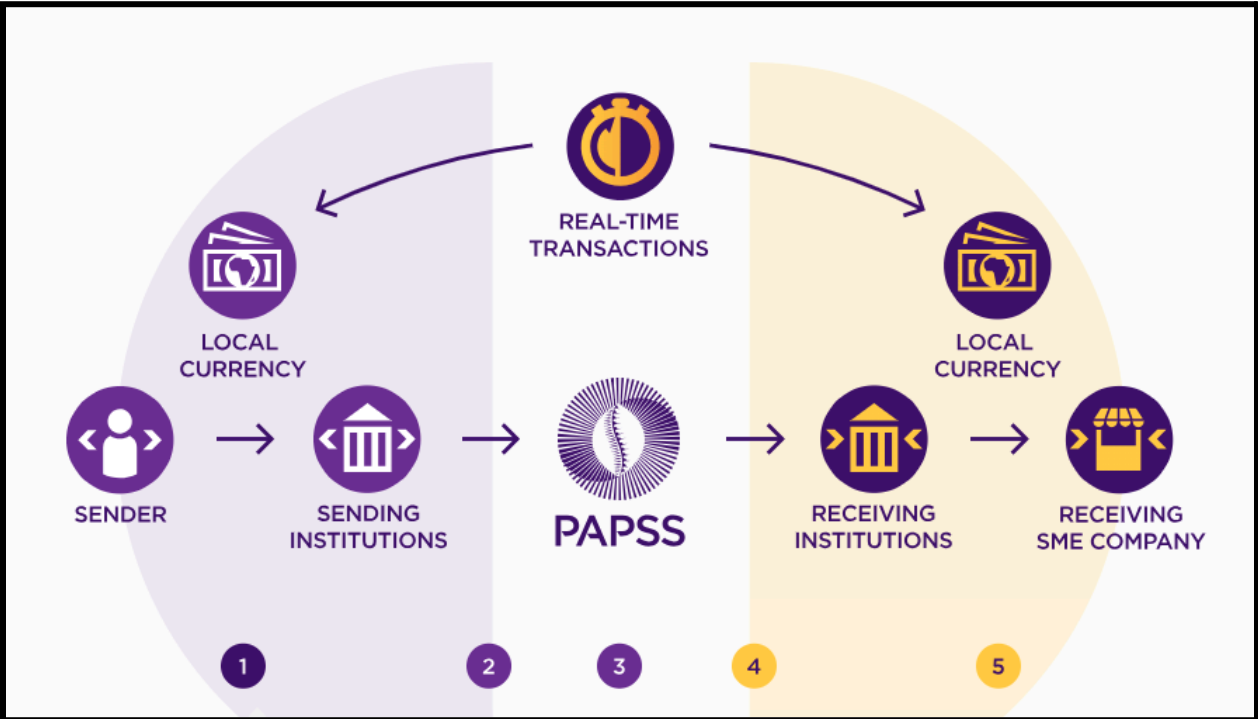 REAL-TIME
TRANSACTIONS
LOCAL
CURRENCY
LOCAL
CURRENCY
SENDER
SENDING
INSTITUTIONS
PAPSS
RECEIVING
INSTITUTIONS
RECEIVING
SME COMPANY
1
2
3
4
5